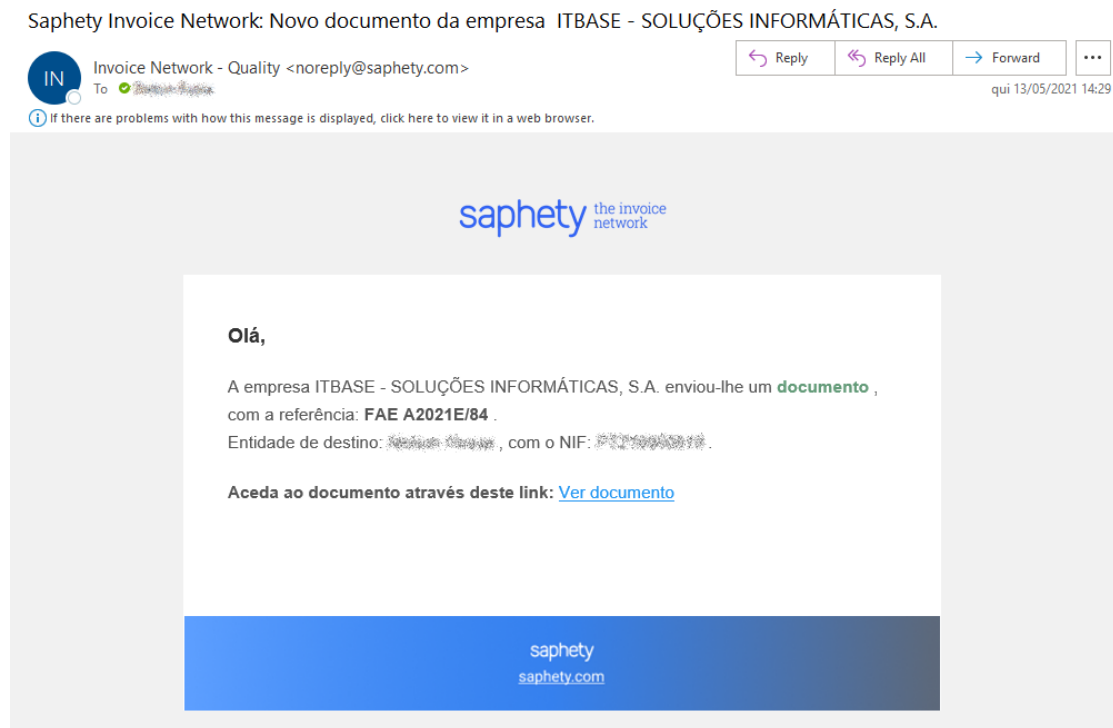 Saphety Invoice Network: Novo documento da empresa ITBASE - SOLUÇÕES INFORMÁTICAS, S.A.
IN
Invoice Network - Quality <noreply@saphety.com>
To
Reply
Reply All
Forward
qui 13/05/2021 14:29
If there are problems with how this message is displayed, click here to view it in a web browser.
saphety the invoice
network
Olá,
A empresa ITBASE - SOLUÇÕES INFORMÁTICAS, S.A. enviou-lhe um documento ,
com a referência: FAE A2021E/84 .
Entidade de destino: , com o NIF: .
Aceda ao documento através deste link: Ver documento
saphety
saphety.com